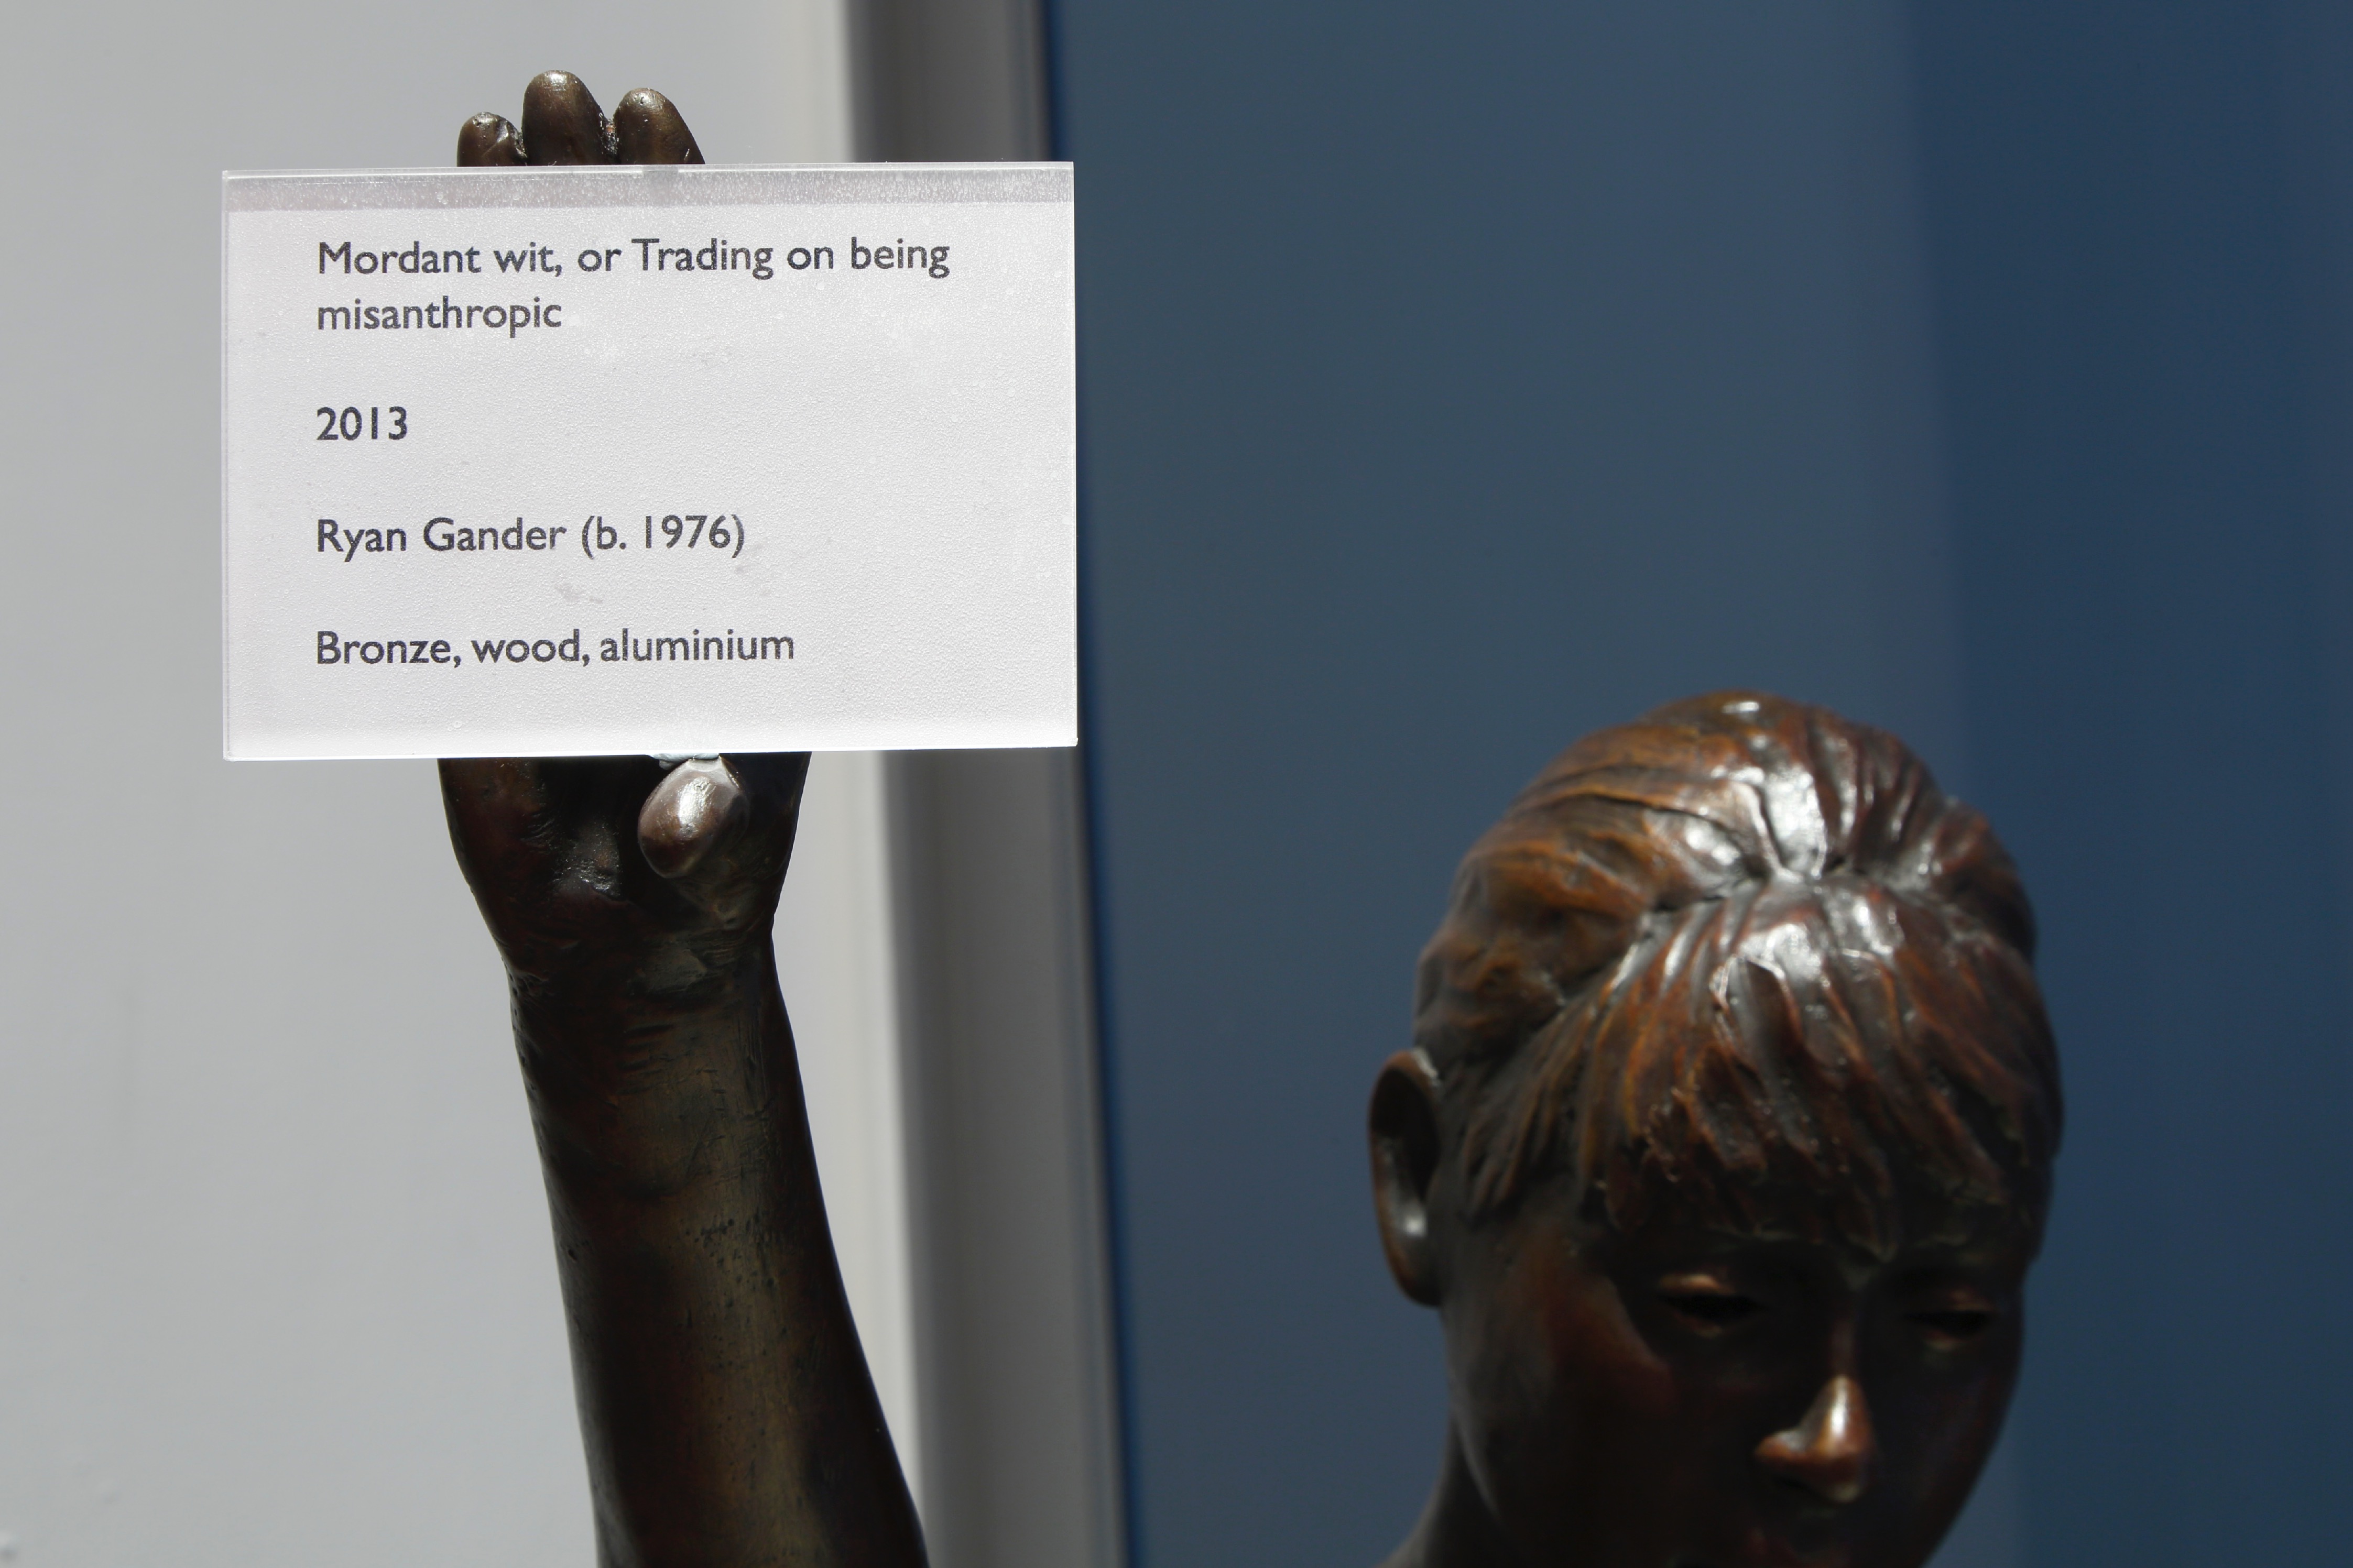 Mordant wit, or Trading on being
misanthropic
2013
Ryan Gander (b. 1976)
Bronze, wood, aluminium